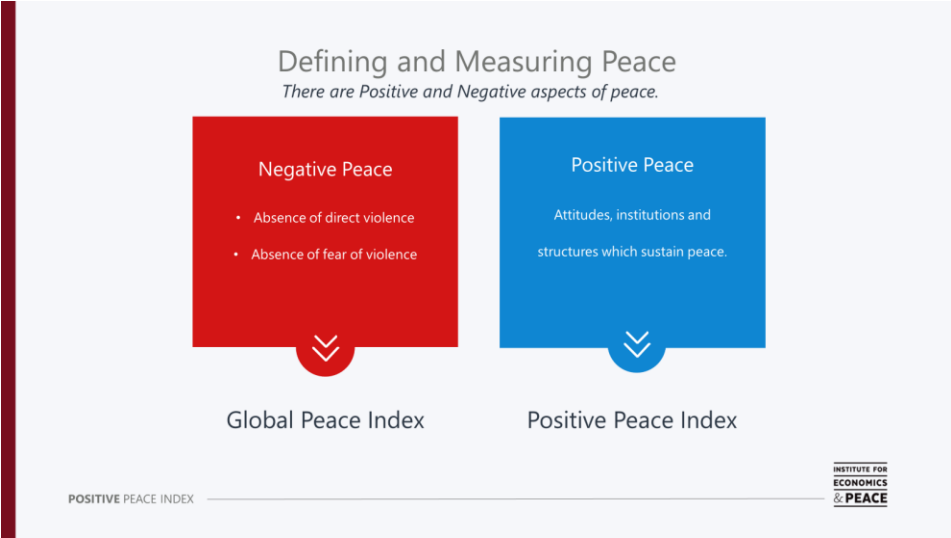 Defining and Measuring Peace
There are Positive and Negative aspects of peace.
Negative Peace
• Absence of direct violence
• Absence of fear of violence
Global Peace Index
Positive Peace
Attitudes, institutions and
structures which sustain peace.
Positive Peace Index
POSITIVE PEACE INDEX
INSTITUTE FOR
ECONOMICS
& PEACE